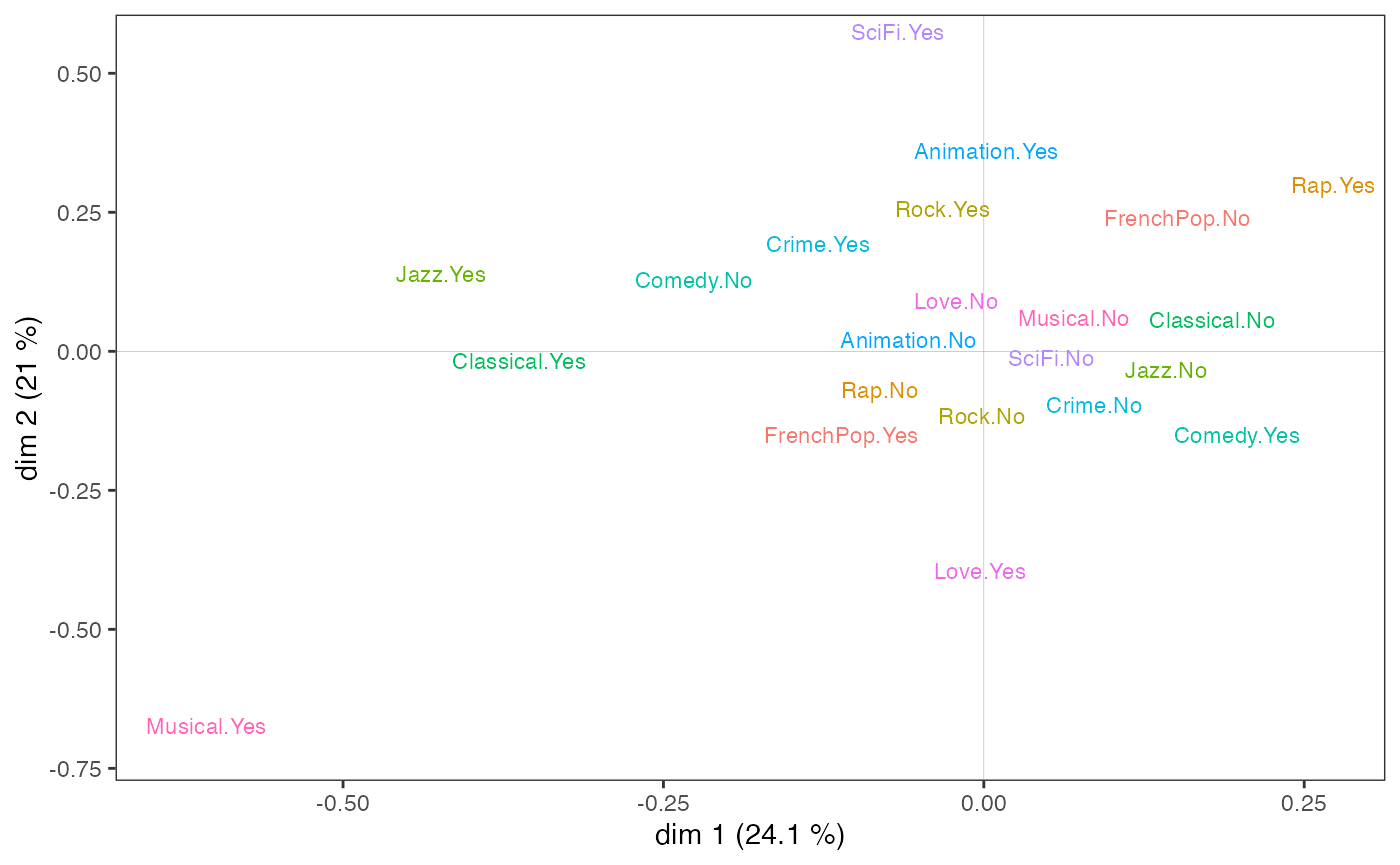 SciFi.Yes
0.50
Animation.Yes
Rap.Yes
Rock.Yes
FrenchPop.No
0.25
Crime.Yes
Jazz.Yes
Comedy.No
Love.No
Musical.No
Classical.No
Animation.No
0.00
SciFi.No
Classical.Yes
Jazz.No
Rap.No
Crime.No
Rock.No
FrenchPop.Yes
Comedy.Yes
dim 2 (21 %)
-0.25
Love.Yes
-0.50
Musical.Yes
-0.75
-0.50 -0.25 0.00 0.25
dim 1 (24.1 %)